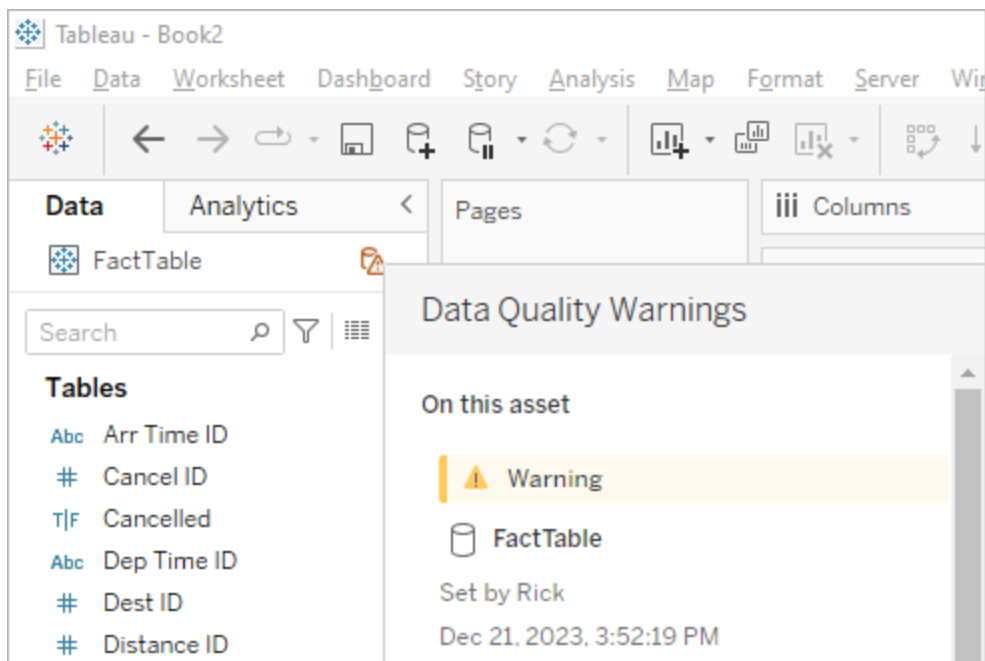 Tableau - Book2
File Data Worksheet Dashboard Story Analysis Map Format Server
Data Analytics < Pages iii Columns
FactTable
Data Quality Warnings
Search
Tables
On this asset
Abc Arr Time ID
# Cancel ID
Warning
T|F Cancelled
FactTable
Abc Dep Time ID
# Dest ID
Set by Rick
# Distance ID
Dec 21, 2023, 3:52:19 PM